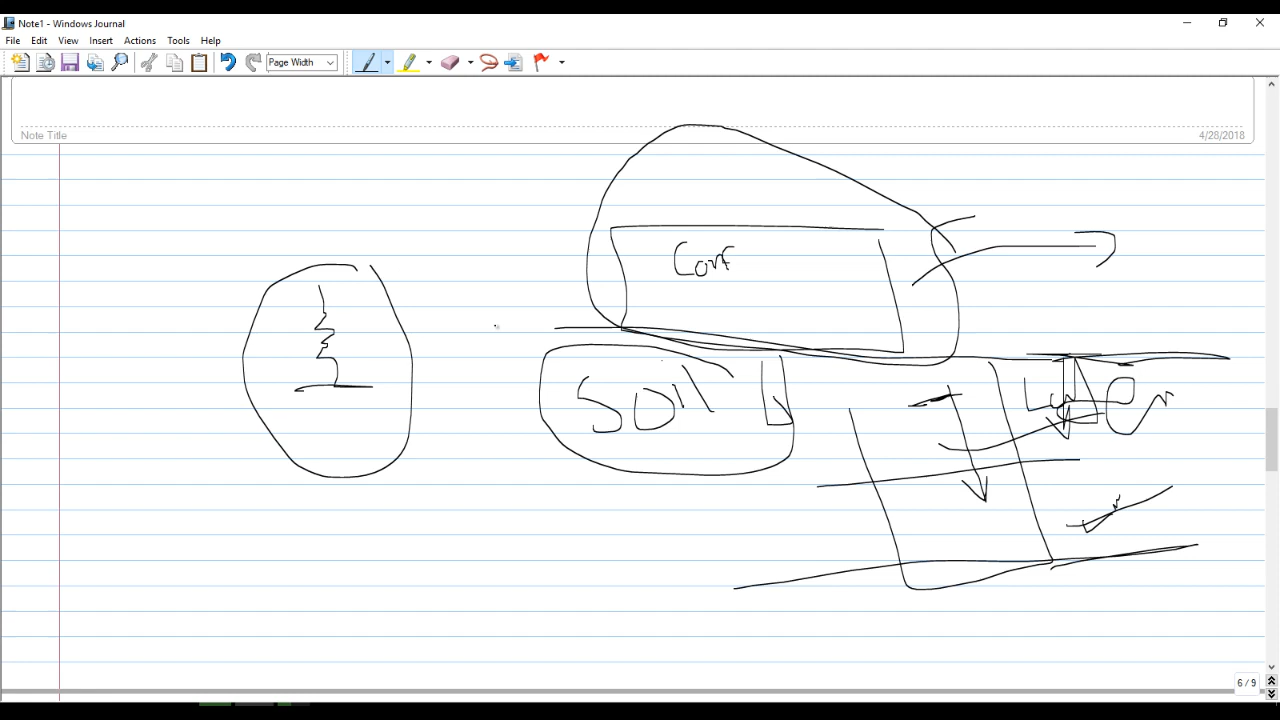 Note1 - Windows Journal
File Edit View Insert Actions Tools Help
Page Width
Note Title
4/28/2018
Conf
Soil
6 / 9